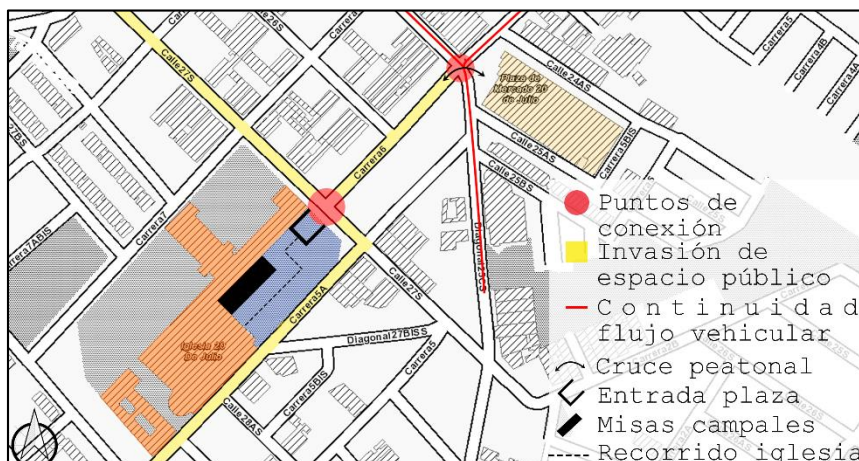 Calle26S
Calle27S
Carrera5
Carrera4B
Carrera4A
Calle24AS
Plaza de
Mercado 20
de Julio
Carrera6
Calle25AS
Carrera5BIS
Calle25BS
Carrera7
Carrera7ABIS
Diagonal25CS
Calle27S
Carrera5A
Iglesia 20
de Julio
Diagonal27BISS
Carrera5
Carrera5BIS
Calle28AS
Puntos de
conexión
Invasión de
espacio público
Continuidad
flujo vehicular
Cruce peatonal
Entrada plaza
Misas campales
Recorrido iglesia